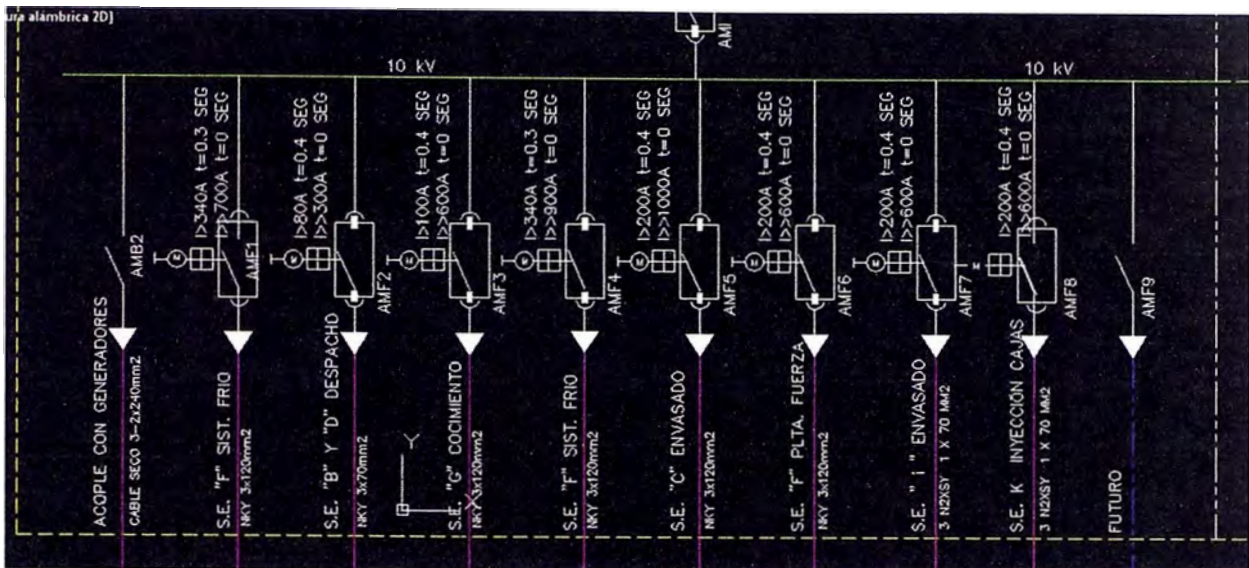 ura alámbrica 2D]
AMI
10 kV
10 kV
AMB2
ACOPLE CON GENERADORES
CABLE SECO 3-2x240mm2
I>340A t=0.3 SEG
I>>700A t=0 SEG
AMF1
S.E. "F" SIST. FRIO
NKY 3x120mm2
I>80A t=0.4 SEG
I>>300A t=0 SEG
AMF2
S.E. "B" Y "D" DESPACHO
NKY 3x70mm2
I>100A t=0.4 SEG
I>>600A t=0 SEG
AMF3
S.E. "G" COCIMIENTO
NKY 3x120mm2
Y
X
I>340A t=0.3 SEG
I>>900A t=0 SEG
AMF4
S.E. "F" SIST. FRIO
NKY 3x120mm2
I>200A t=0.4 SEG
I>>1000A t=0 SEG
AMF5
S.E. "C" ENVASADO
NKY 3x120mm2
I>200A t=0.4 SEG
I>>600A t=0 SEG
AMF6
S.E. "F" PLTA. FUERZA
NKY 3x120mm2
I>200A t=0.4 SEG
I>>600A t=0 SEG
AMF7
S.E. "i" ENVASADO
3 N2XSY 1 X 70 MM2
I>200A t=0.4 SEG
I>>600A t=0 SEG
AMF8
S.E. K INYECCIÓN CAJAS
3 N2XSY 1 X 70 MM2
AMF9
FUTURO